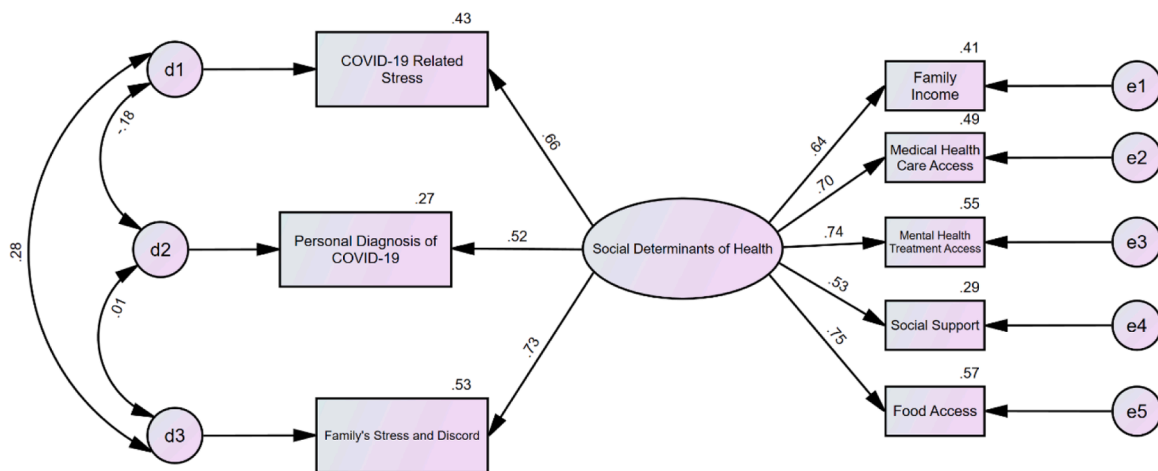 .43
d1
COVID-19 Related
Stress
-.18
.66
.28
.27
d2
Personal Diagnosis of
COVID-19
.52
Social Determinants of Health
.01
.73
.53
d3
Family's Stress and Discord
.41
.64
Family
Income
e1
.49
.70
Medical Health
Care Access
e2
.55
.74
Mental Health
Treatment Access
e3
.29
.53
Social Support
e4
.57
.75
Food Access
e5